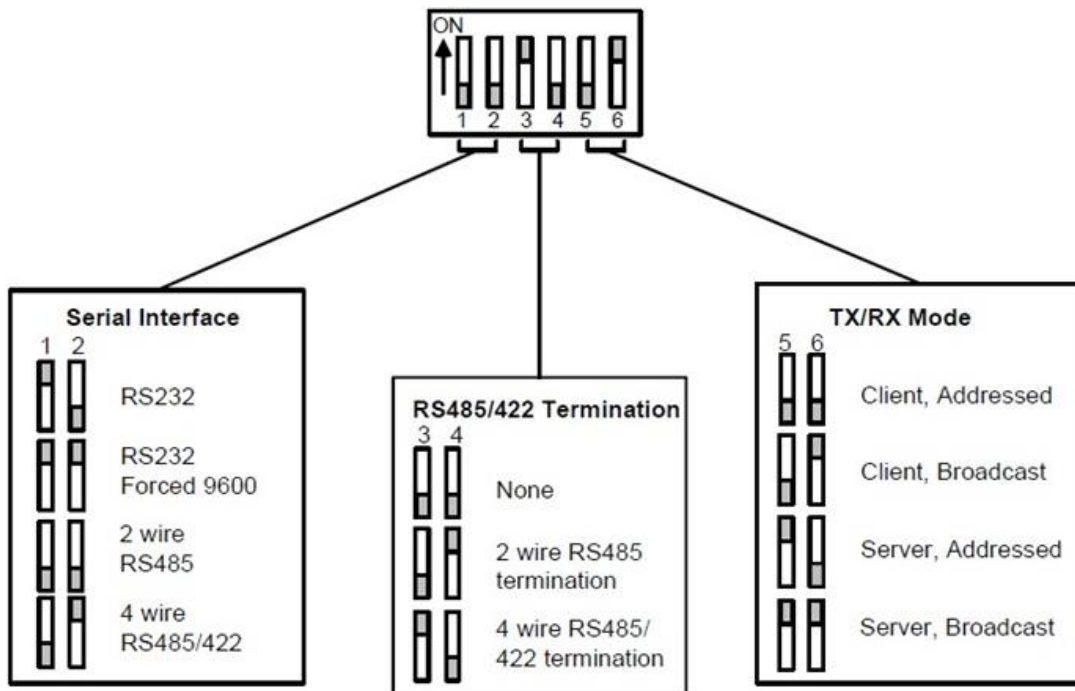 ON
1 2 3 4 5 6
Serial Interface
1 2
RS232
RS232
Forced 9600
2 wire
RS485
4 wire
RS485/422
RS485/422 Termination
3 4
None
2 wire RS485
termination
4 wire RS485/
422 termination
TX/RX Mode
5 6
Client, Addressed
Client, Broadcast
Server, Addressed
Server, Broadcast